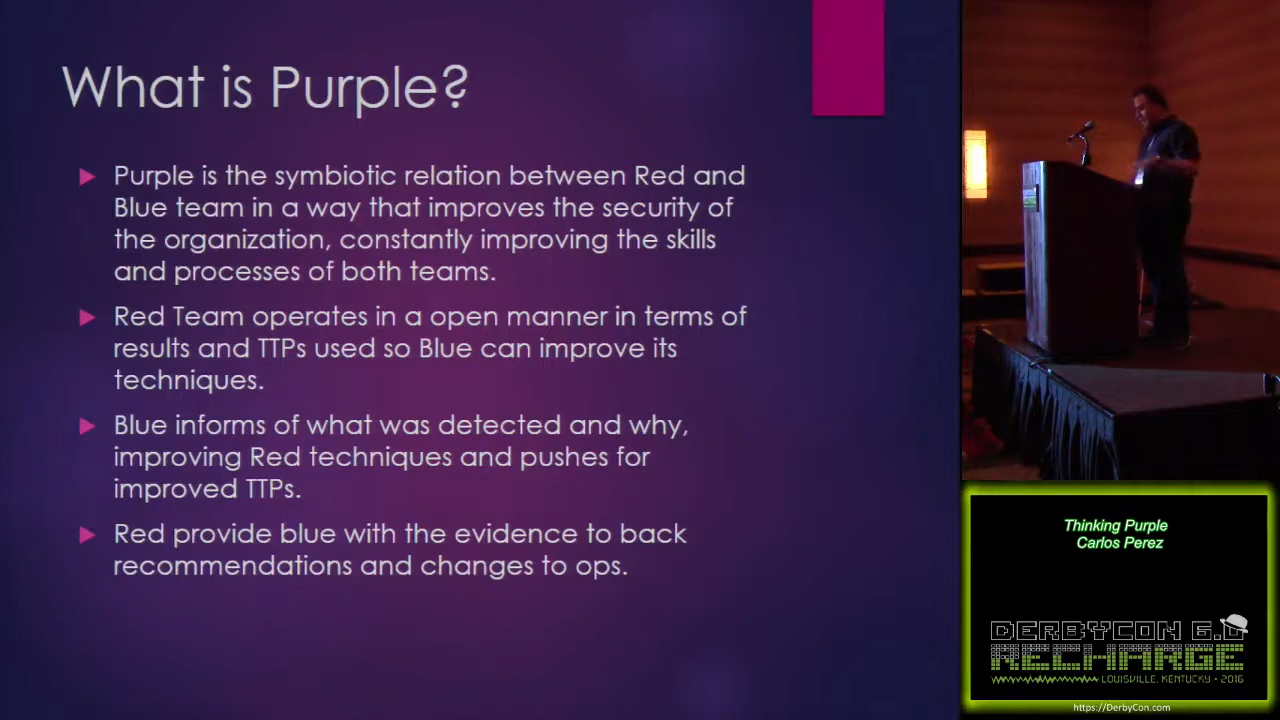 What is Purple?
Purple is the symbiotic relation between Red and
Blue team in a way that improves the security of
the organization, constantly improving the skills
and processes of both teams.
Red Team operates in a open manner in terms of
results and TTPs used so Blue can improve its
techniques.
Blue informs of what was detected and why,
improving Red techniques and pushes for
improved TTPs.
Red provide blue with the evidence to back
recommendations and changes to ops.
Thinking Purple
Carlos Perez
DERBYCON 6.0
RECHARGE
LOUISVILLE, KENTUCKY • 2016
https://DerbyCon.com